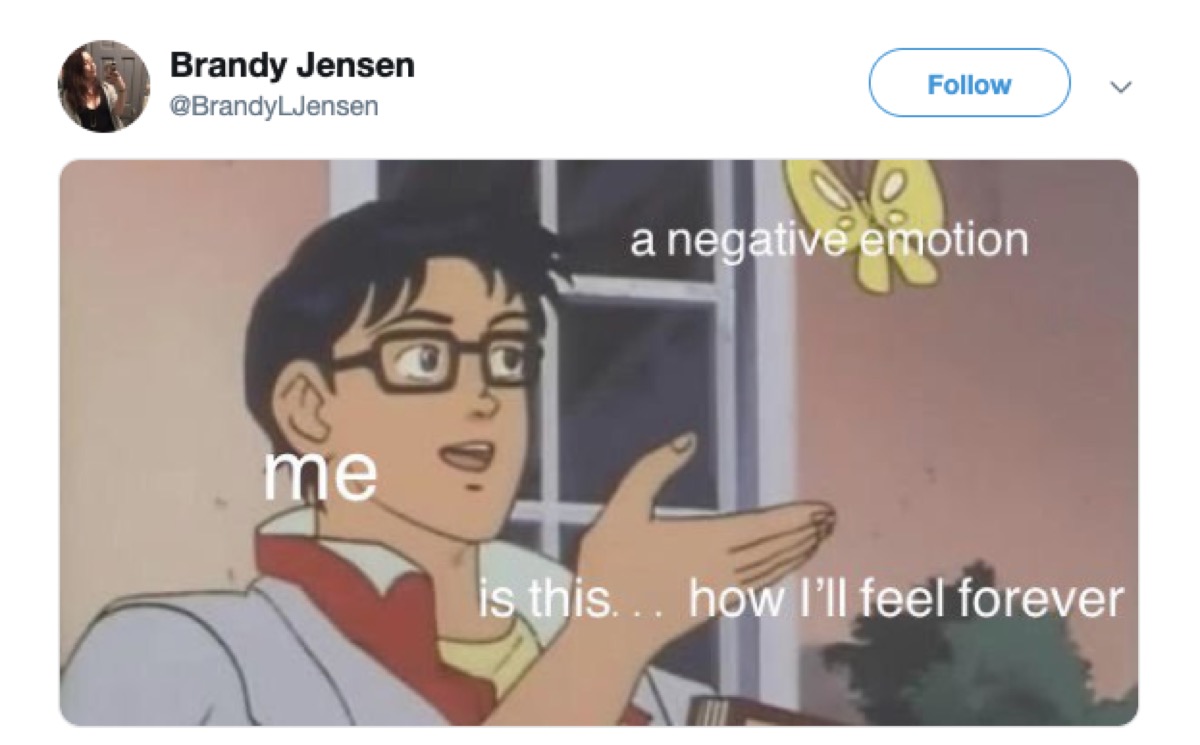 Brandy Jensen
@BrandyLJensen
Follow
a negative emotion
me
is this... how I'll feel forever